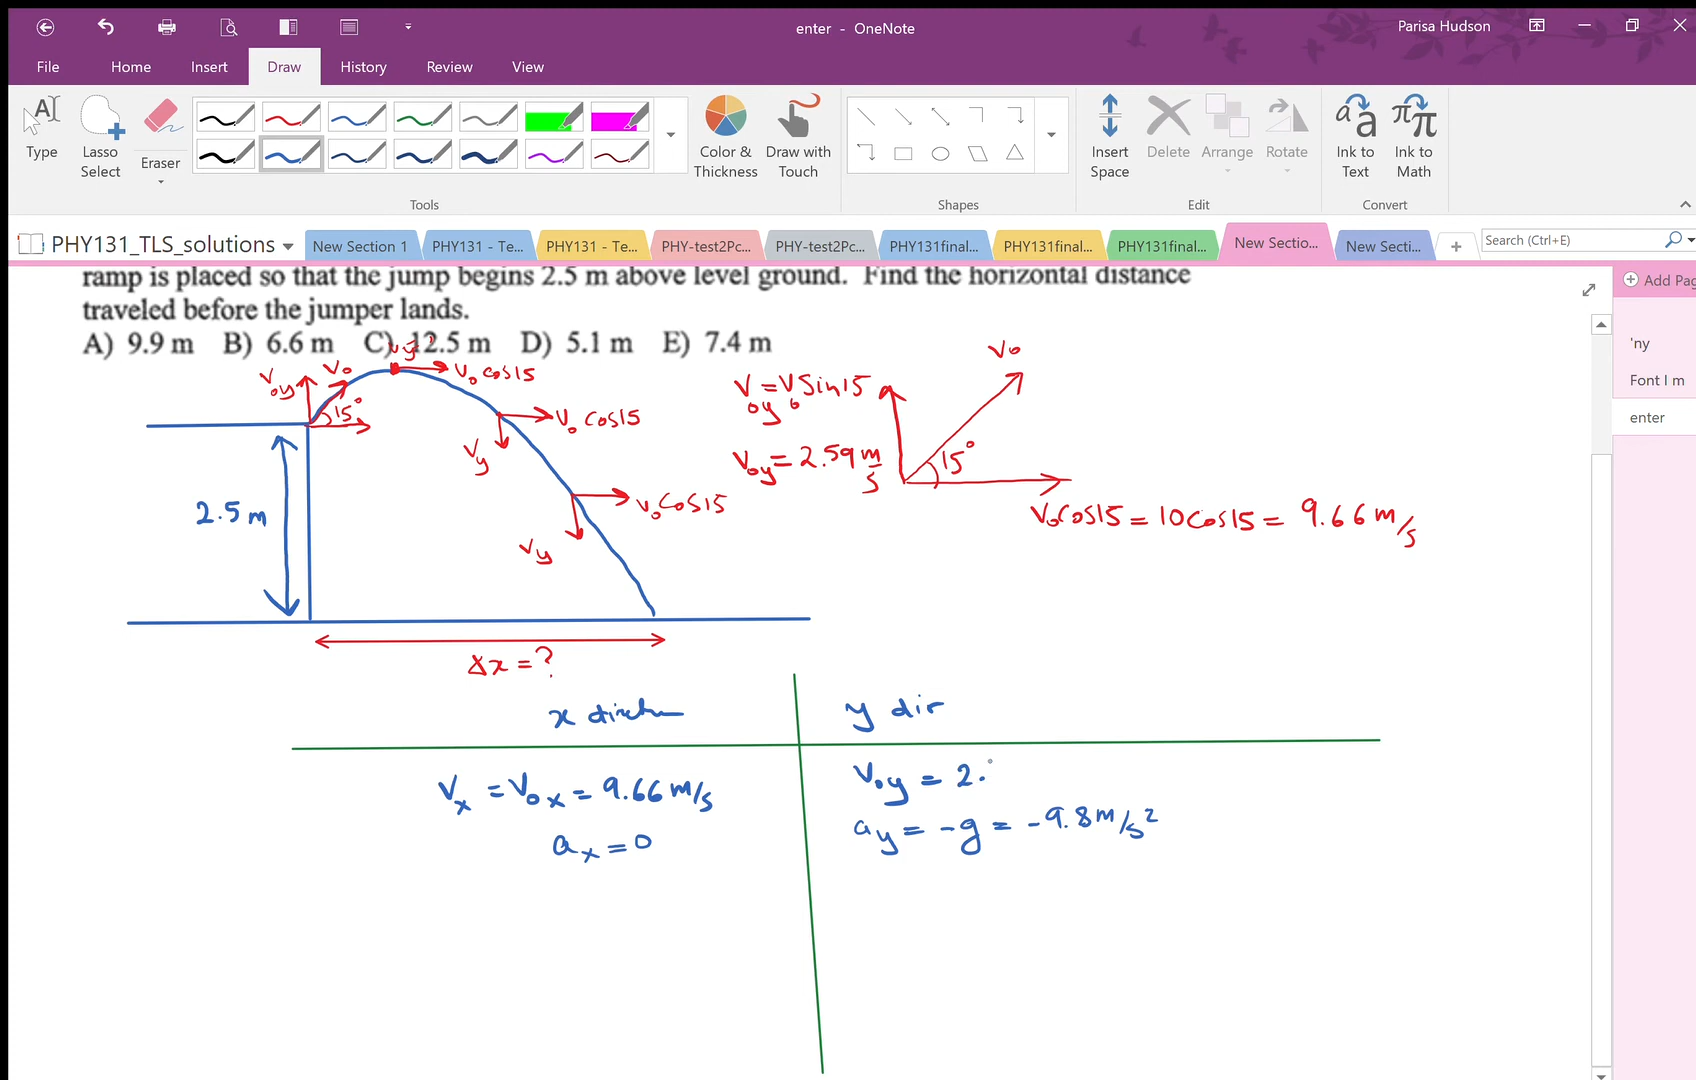 enter - OneNote
Parisa Hudson
File Home Insert Draw History Review View
Type
Lasso Select
Eraser
Color & Thickness
Draw with Touch
Insert Space
Delete
Arrange
Rotate
Ink to Text
Ink to Math
Tools
Shapes
Edit
Convert
PHY131_TLS_solutions
New Section 1
PHY131 - Te...
PHY131 - Te...
PHY-test2Pc...
PHY-test2Pc...
PHY131final...
PHY131final...
PHY131final...
New Sectio...
New Secti...
Search (Ctrl+E)
Add Pag
'ny
Font I m
enter
ramp is placed so that the jump begins 2.5 m above level ground. Find the horizontal distance
traveled before the jumper lands.
A) 9.9 m B) 6.6 m C) 12.5 m D) 5.1 m E) 7.4 m
Voy
Vo
15°
Vo cos15
Vo cos15
Vy
Vo cos15
Vy
2.5 m
Δx = ?
Voy = Vo sin15
Voy = 2.59 m/s
Vo
15°
Vo cos15 = 10 cos15 = 9.66 m/s
x
y dir
Vx = Vox = 9.66 m/s
ax = 0
Voy = 2.
ay = -g = -9.8 m/s²